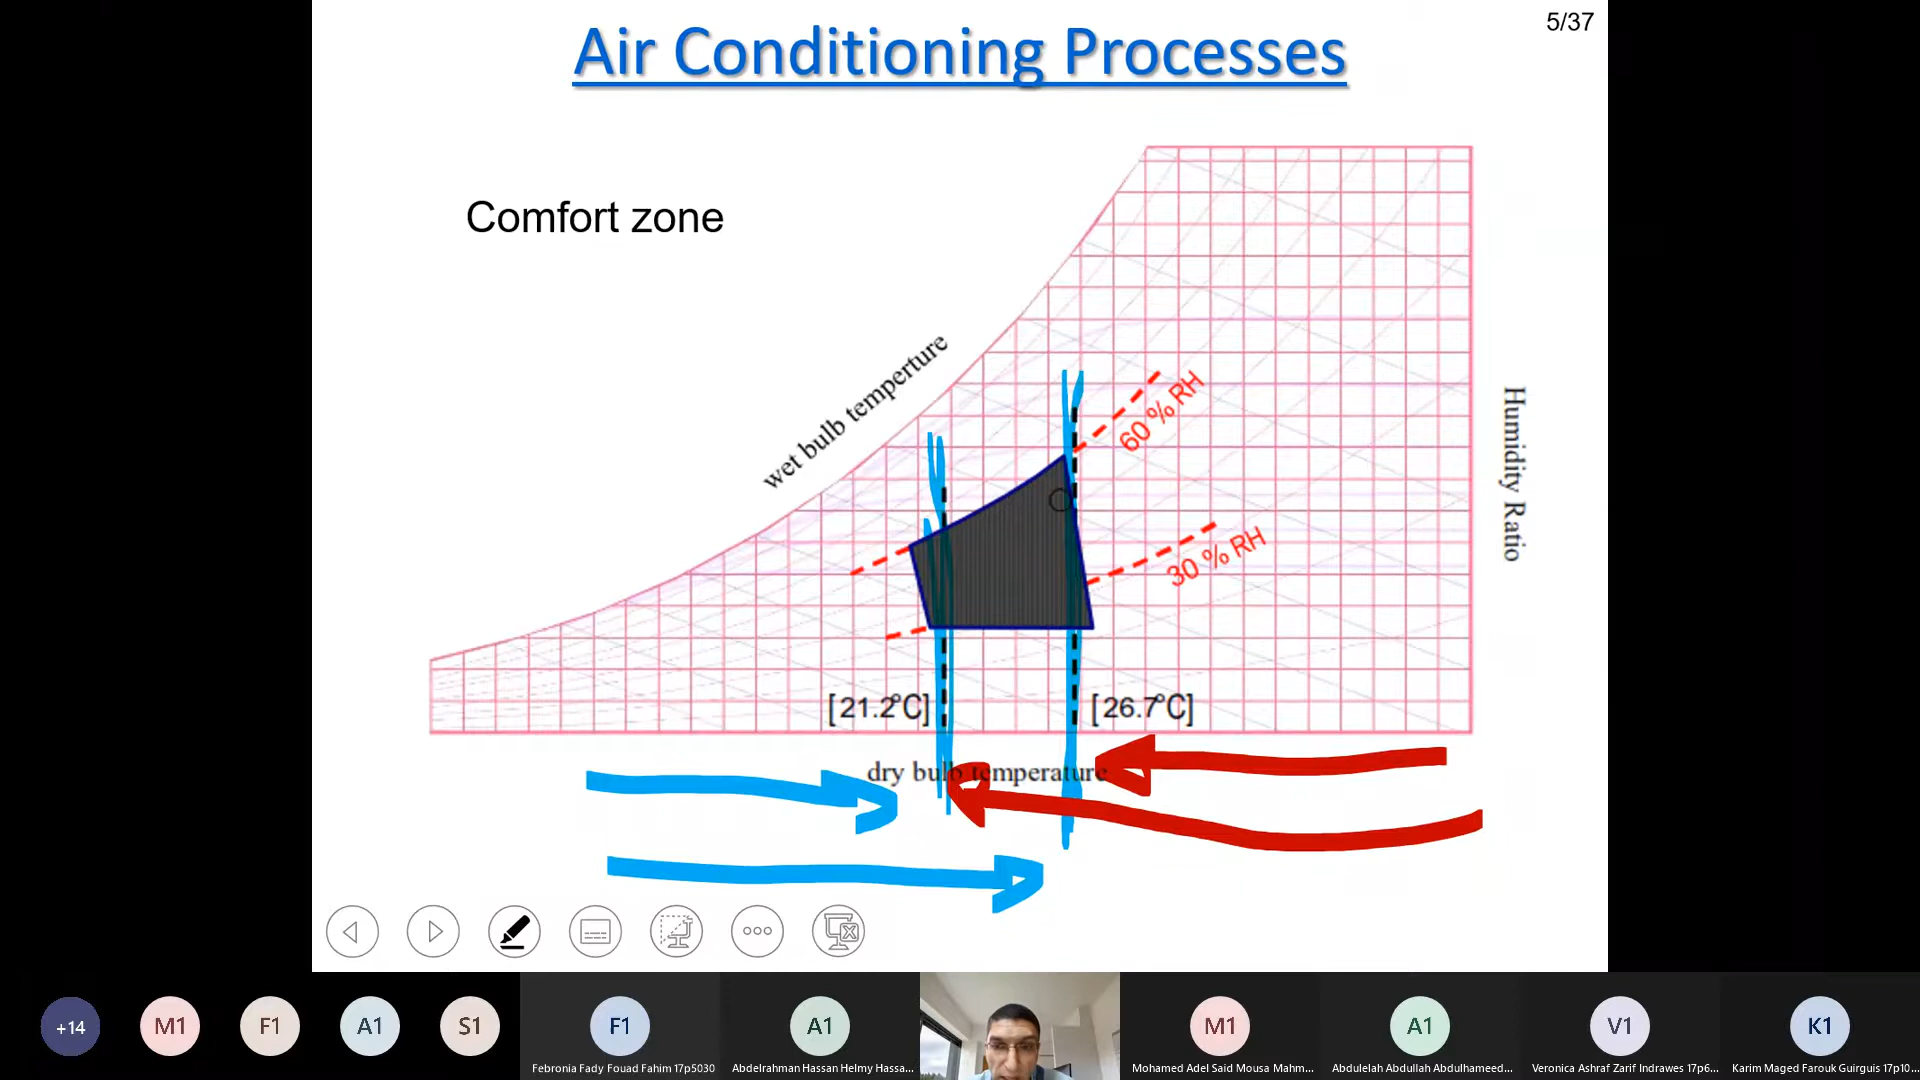 5/37
Air Conditioning Processes
Comfort zone
wet bulb temperture
60 % RH
30 % RH
Humidity Ratio
[21.2°C]
[26.7°C]
dry bulb temperature
+14
M1
F1
A1
S1
F1
A1
M1
A1
V1
K1
Febronia Fady Fouad Fahim 17p5030
Abdelrahman Hassan Helmy Hassa...
Mohamed Adel Said Mousa Mahm...
Abdulelah Abdullah Abdulhameed...
Veronica Ashraf Zarif Indrawes 17p6...
Karim Maged Farouk Guirguis 17p10...